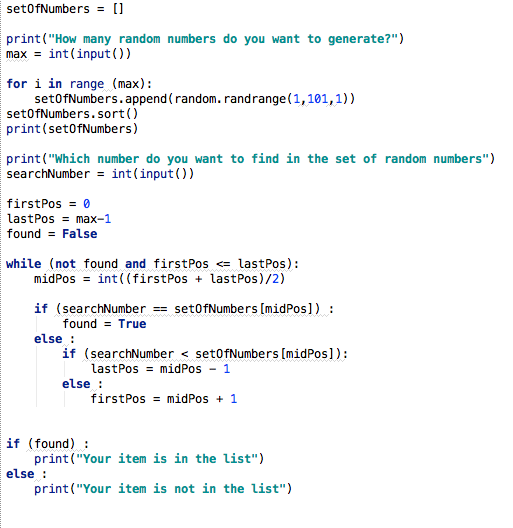 setOfNumbers = []
print("How many random numbers do you want to generate?")
max = int(input())
for i in range (max):
    setOfNumbers.append(random.randrange(1,101,1))
setOfNumbers.sort()
print(setOfNumbers)
print("Which number do you want to find in the set of random numbers")
searchNumber = int(input())
firstPos = 0
lastPos = max-1
found = False
while (not found and firstPos <= lastPos):
    midPos = int((firstPos + lastPos)/2)
    if (searchNumber == setOfNumbers[midPos]) :
        found = True
    else :
        if (searchNumber < setOfNumbers[midPos]):
            lastPos = midPos - 1
        else :
            firstPos = midPos + 1
if (found) :
    print("Your item is in the list")
else :
    print("Your item is not in the list")